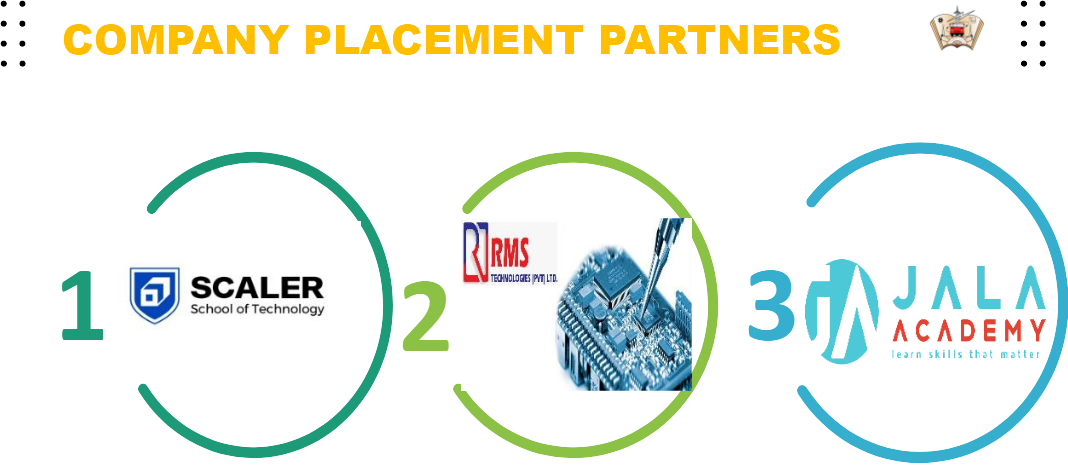 COMPANY PLACEMENT PARTNERS
1
SCALER
School of Technology
2
RMS
TECHNOLOGIES (PVT) LTD.
3
JALA
ACADEMY
learn skills that matter